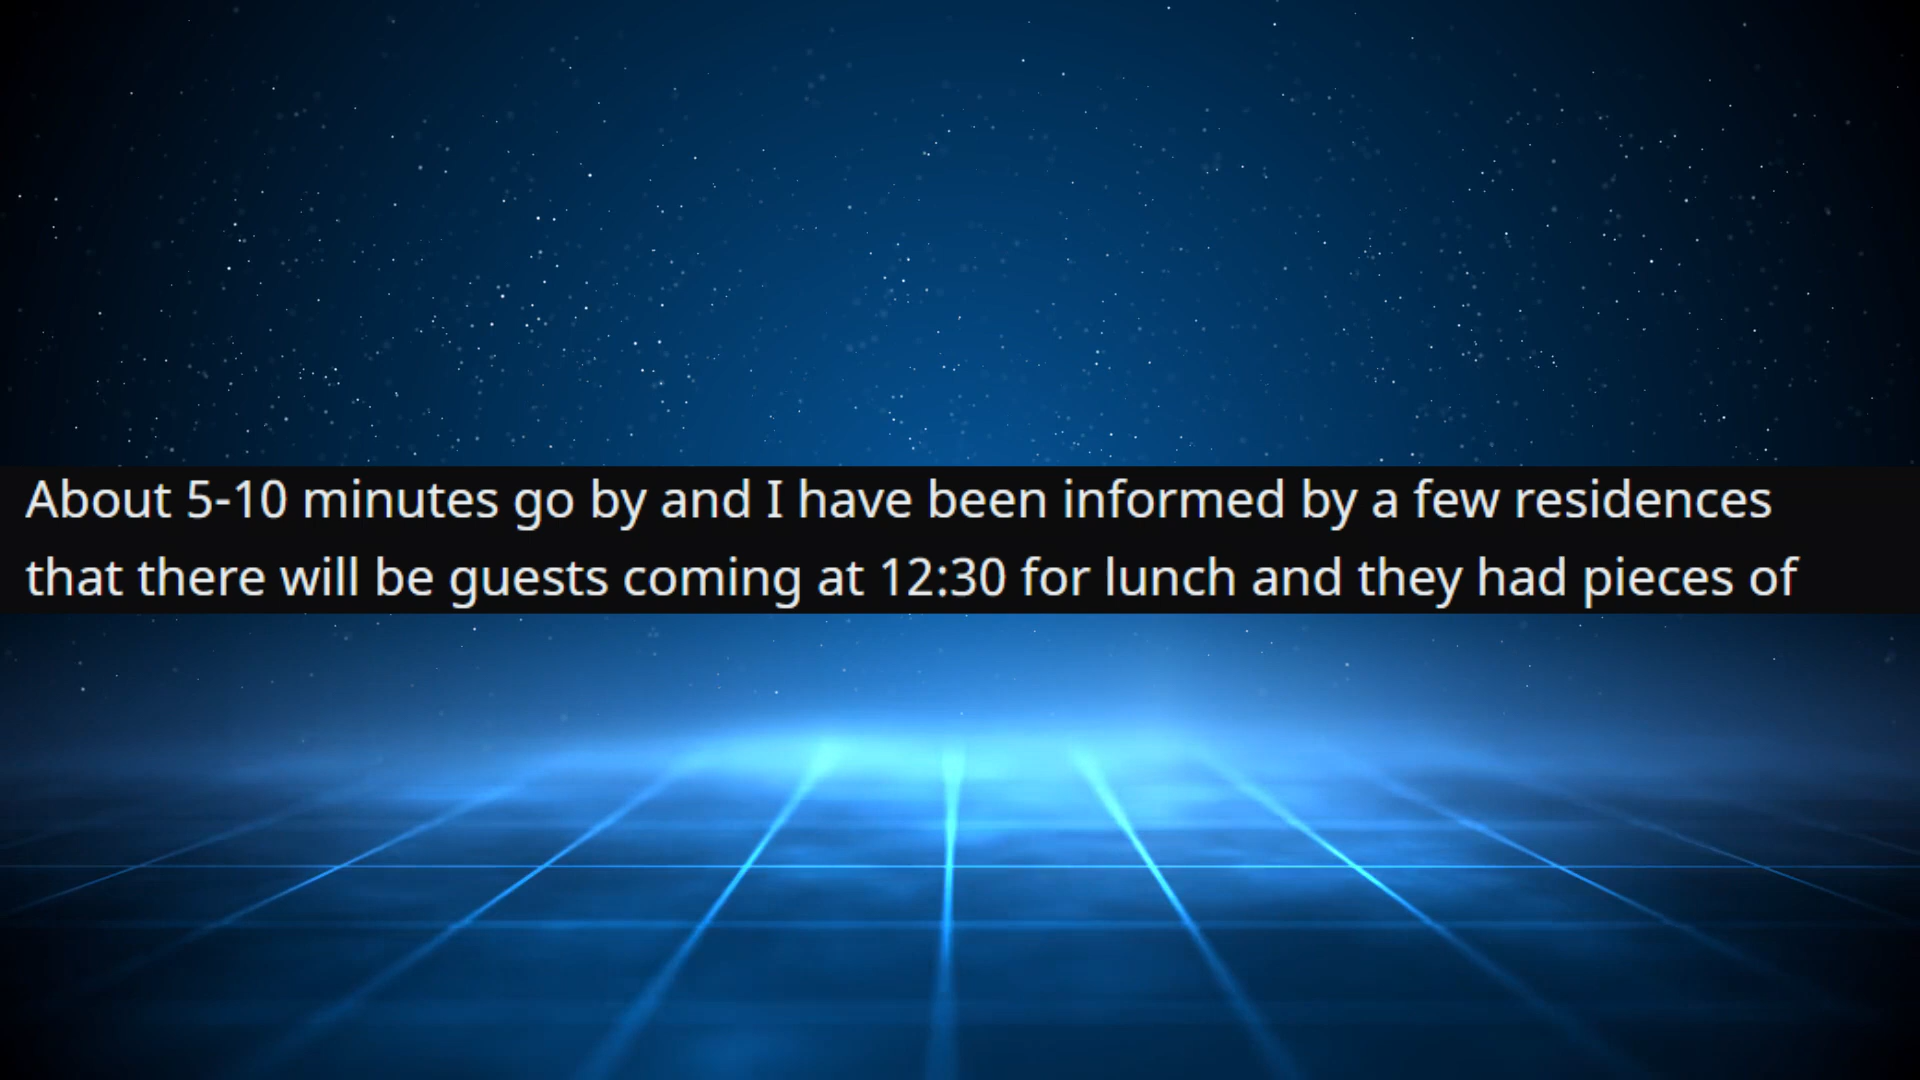 About 5-10 minutes go by and I have been informed by a few residences
that there will be guests coming at 12:30 for lunch and they had pieces of